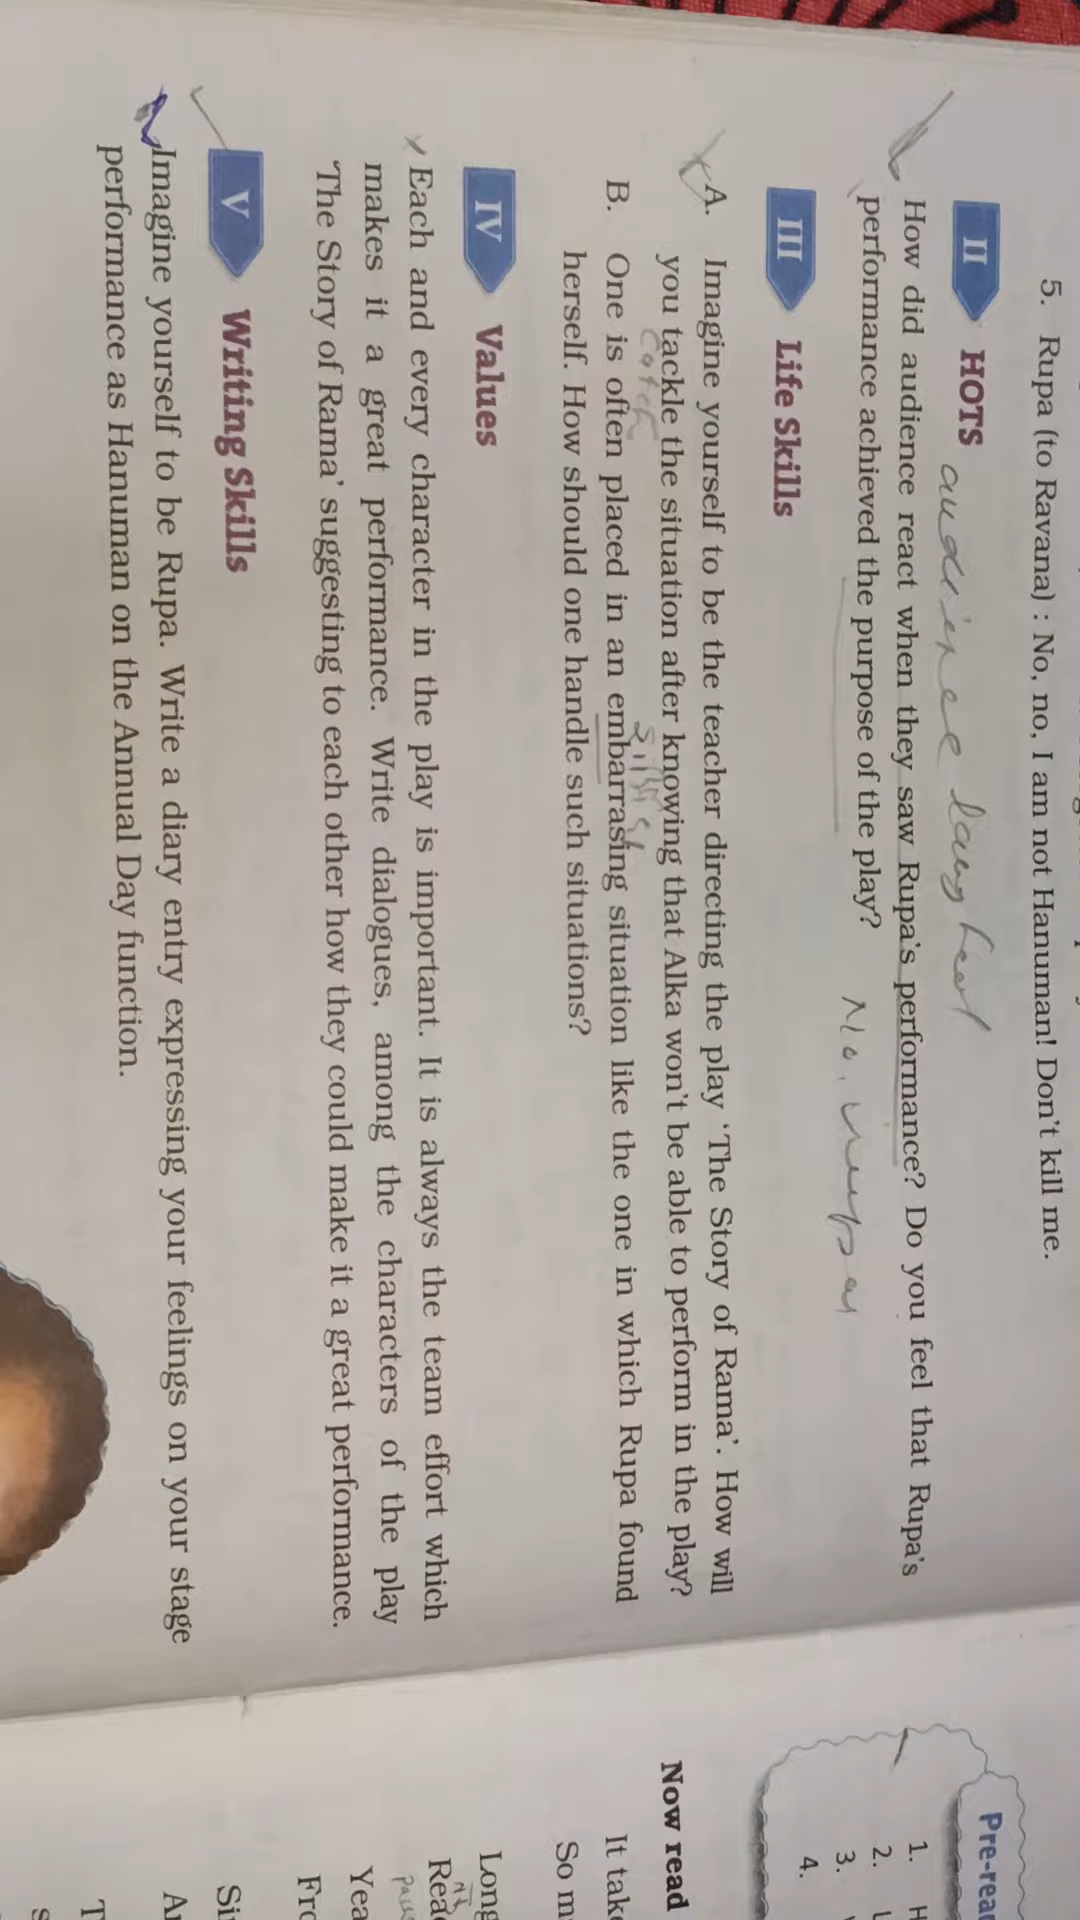 5. Rupa (to Ravana) : No, no, I am not Hanuman! Don't kill me.
II HOTS
audience laughed
How did audience react when they saw Rupa's performance? Do you feel that Rupa's
performance achieved the purpose of the play?
No,
III Life Skills
A. Imagine yourself to be the teacher directing the play 'The Story of Rama'. How will
you tackle the situation after knowing that Alka won't be able to perform in the play?
B. One is often placed in an embarrasing situation like the one in which Rupa found
herself. How should one handle such situations?
IV Values
Each and every character in the play is important. It is always the team effort which
makes it a great performance. Write dialogues, among the characters of the play
'The Story of Rama' suggesting to each other how they could make it a great performance.
V Writing Skills
Imagine yourself to be Rupa. Write a diary entry expressing your feelings on your stage
performance as Hanuman on the Annual Day function.
1. H
2.
3.
4.
Now read
So m
Long
Yea
Fro